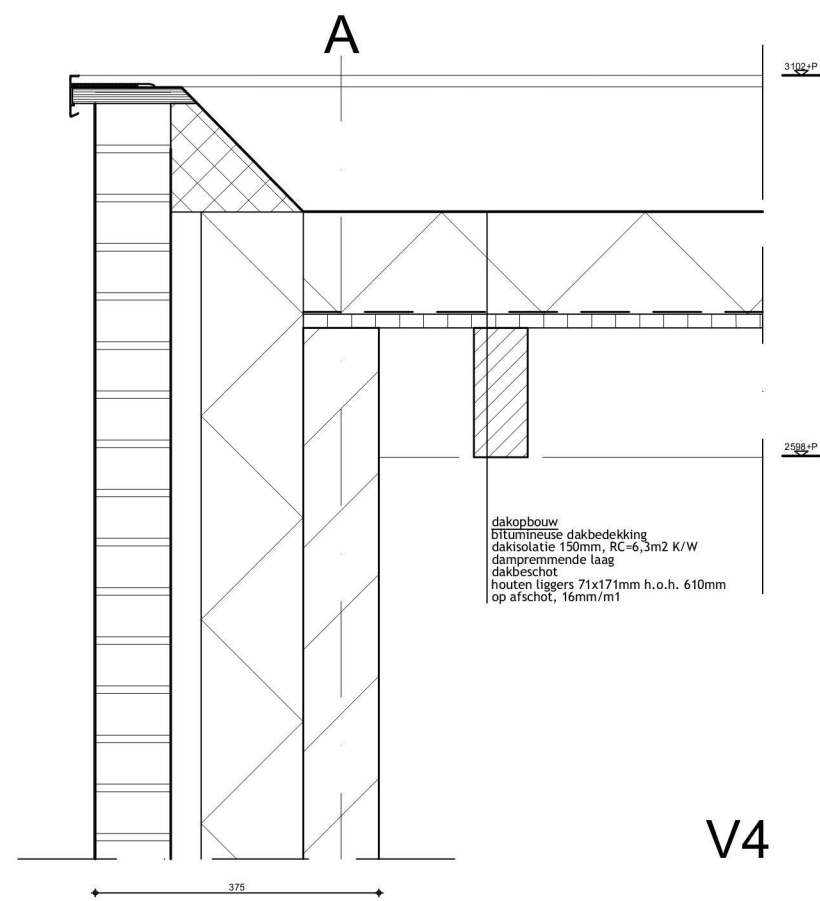 A
3102+P
2598+P
dakopbouw
bitumineuse dakbedekking
dakisolatie 150mm, RC=6,3m2 K/W
dampremmende laag
dakbeschot
houten liggers 71x171mm h.o.h. 610mm
op afschot, 16mm/m1
V4
375